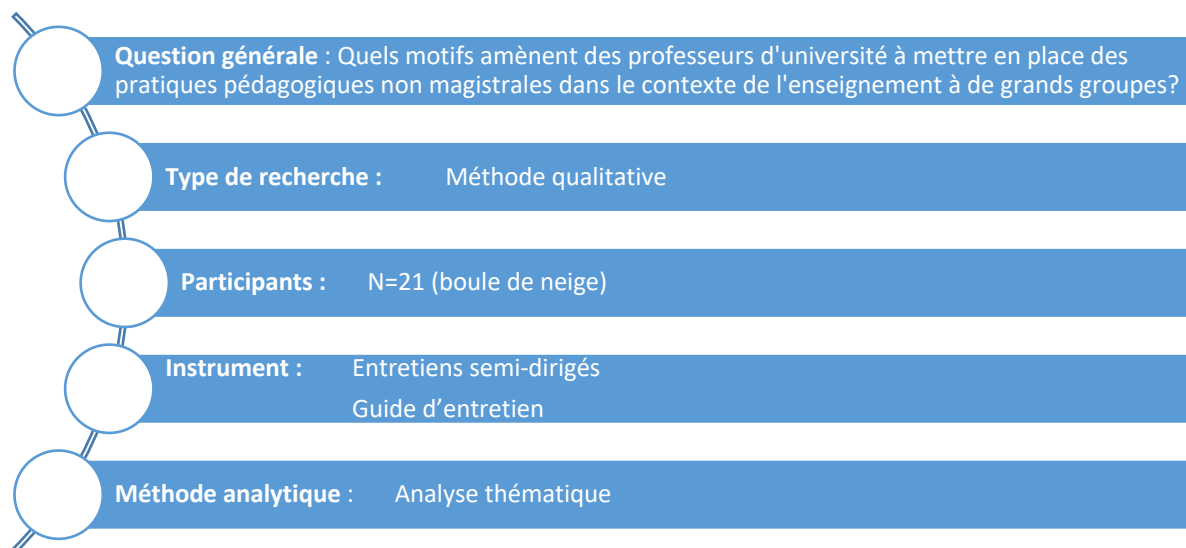 Question générale : Quels motifs amènent des professeurs d'université à mettre en place des
pratiques pédagogiques non magistrales dans le contexte de l'enseignement à de grands groupes?
Type de recherche : Méthode qualitative
Participants : N=21 (boule de neige)
Instrument : Entretiens semi-dirigés
Guide d’entretien
Méthode analytique : Analyse thématique